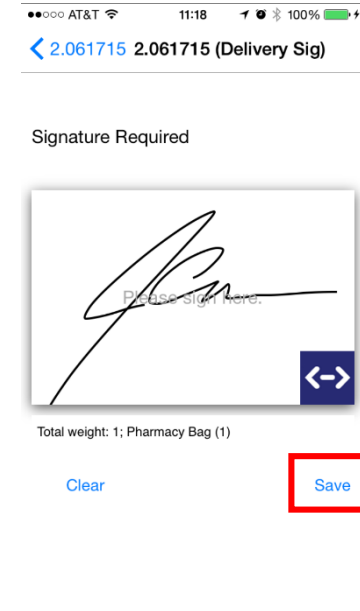 AT&T 11:18 100%
2.061715 2.061715 (Delivery Sig)
Signature Required
Please sign here.
Total weight: 1; Pharmacy Bag (1)
Clear Save